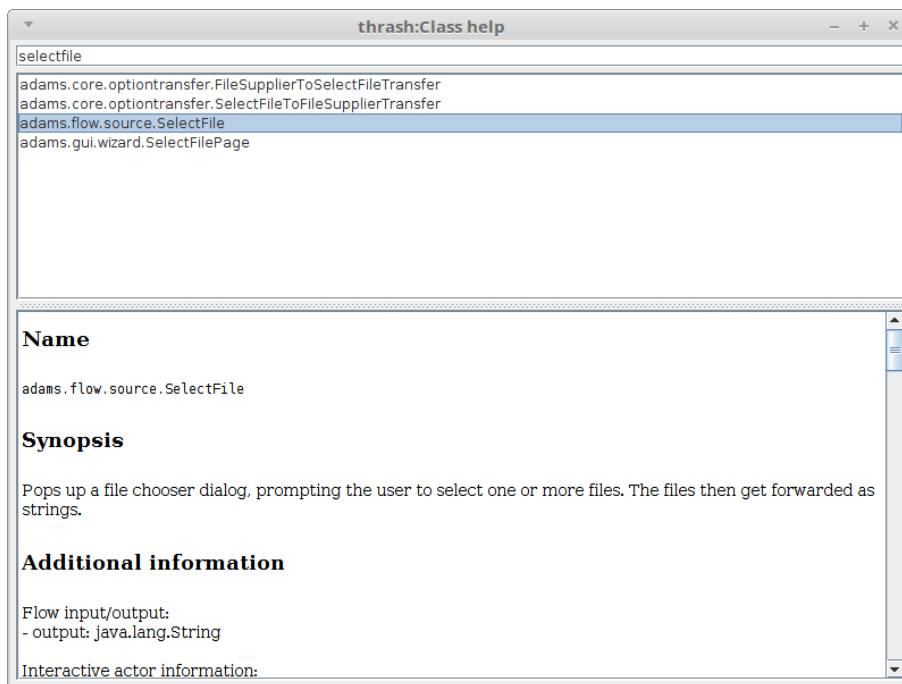 thrash:Class help
selectfile
adams.core.optiontransfer.FileSupplierToSelectFileTransfer
adams.core.optiontransfer.SelectFileToFileSupplierTransfer
adams.flow.source.SelectFile
adams.gui.wizard.SelectFilePage
Name
adams.flow.source.SelectFile
Synopsis
Pops up a file chooser dialog, prompting the user to select one or more files. The files then get forwarded as
strings.
Additional information
Flow input/output:
- output: java.lang.String
Interactive actor information: